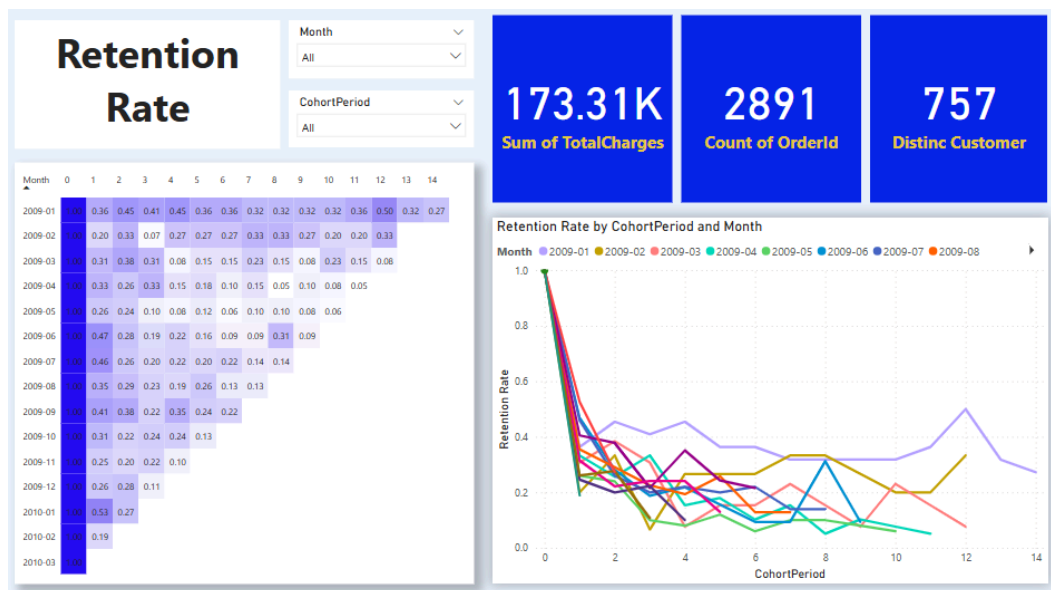 Retention
Rate
Month
All
CohortPeriod
All
173.31K
Sum of TotalCharges
2891
Count of OrderId
757
Distinc Customer
Month 0 1 2 3 4 5 6 7 8 9 10 11 12 13 14
2009-01 1.00 0.36 0.45 0.41 0.45 0.36 0.36 0.32 0.32 0.32 0.32 0.36 0.50 0.32 0.27
2009-02 1.00 0.20 0.33 0.07 0.27 0.27 0.27 0.33 0.33 0.27 0.20 0.20 0.33
2009-03 1.00 0.31 0.38 0.31 0.08 0.15 0.15 0.23 0.15 0.08 0.23 0.15 0.08
2009-04 1.00 0.33 0.26 0.33 0.15 0.18 0.10 0.15 0.05 0.10 0.08 0.05
2009-05 1.00 0.26 0.24 0.10 0.08 0.12 0.06 0.10 0.10 0.08 0.06
2009-06 1.00 0.47 0.28 0.19 0.22 0.16 0.09 0.09 0.31 0.09
2009-07 1.00 0.46 0.26 0.20 0.22 0.20 0.22 0.14 0.14
2009-08 1.00 0.35 0.29 0.23 0.19 0.26 0.13 0.13
2009-09 1.00 0.41 0.38 0.22 0.35 0.24 0.22
2009-10 1.00 0.31 0.22 0.24 0.24 0.13
2009-11 1.00 0.25 0.20 0.22 0.10
2009-12 1.00 0.26 0.28 0.11
2010-01 1.00 0.53 0.27
2010-02 1.00 0.19
2010-03 1.00
Retention Rate by CohortPeriod and Month
Month 2009-01 2009-02 2009-03 2009-04 2009-05 2009-06 2009-07 2009-08
1.0
0.8
0.6
0.4
0.2
0.0
Retention Rate
0 2 4 6 8 10 12 14
CohortPeriod